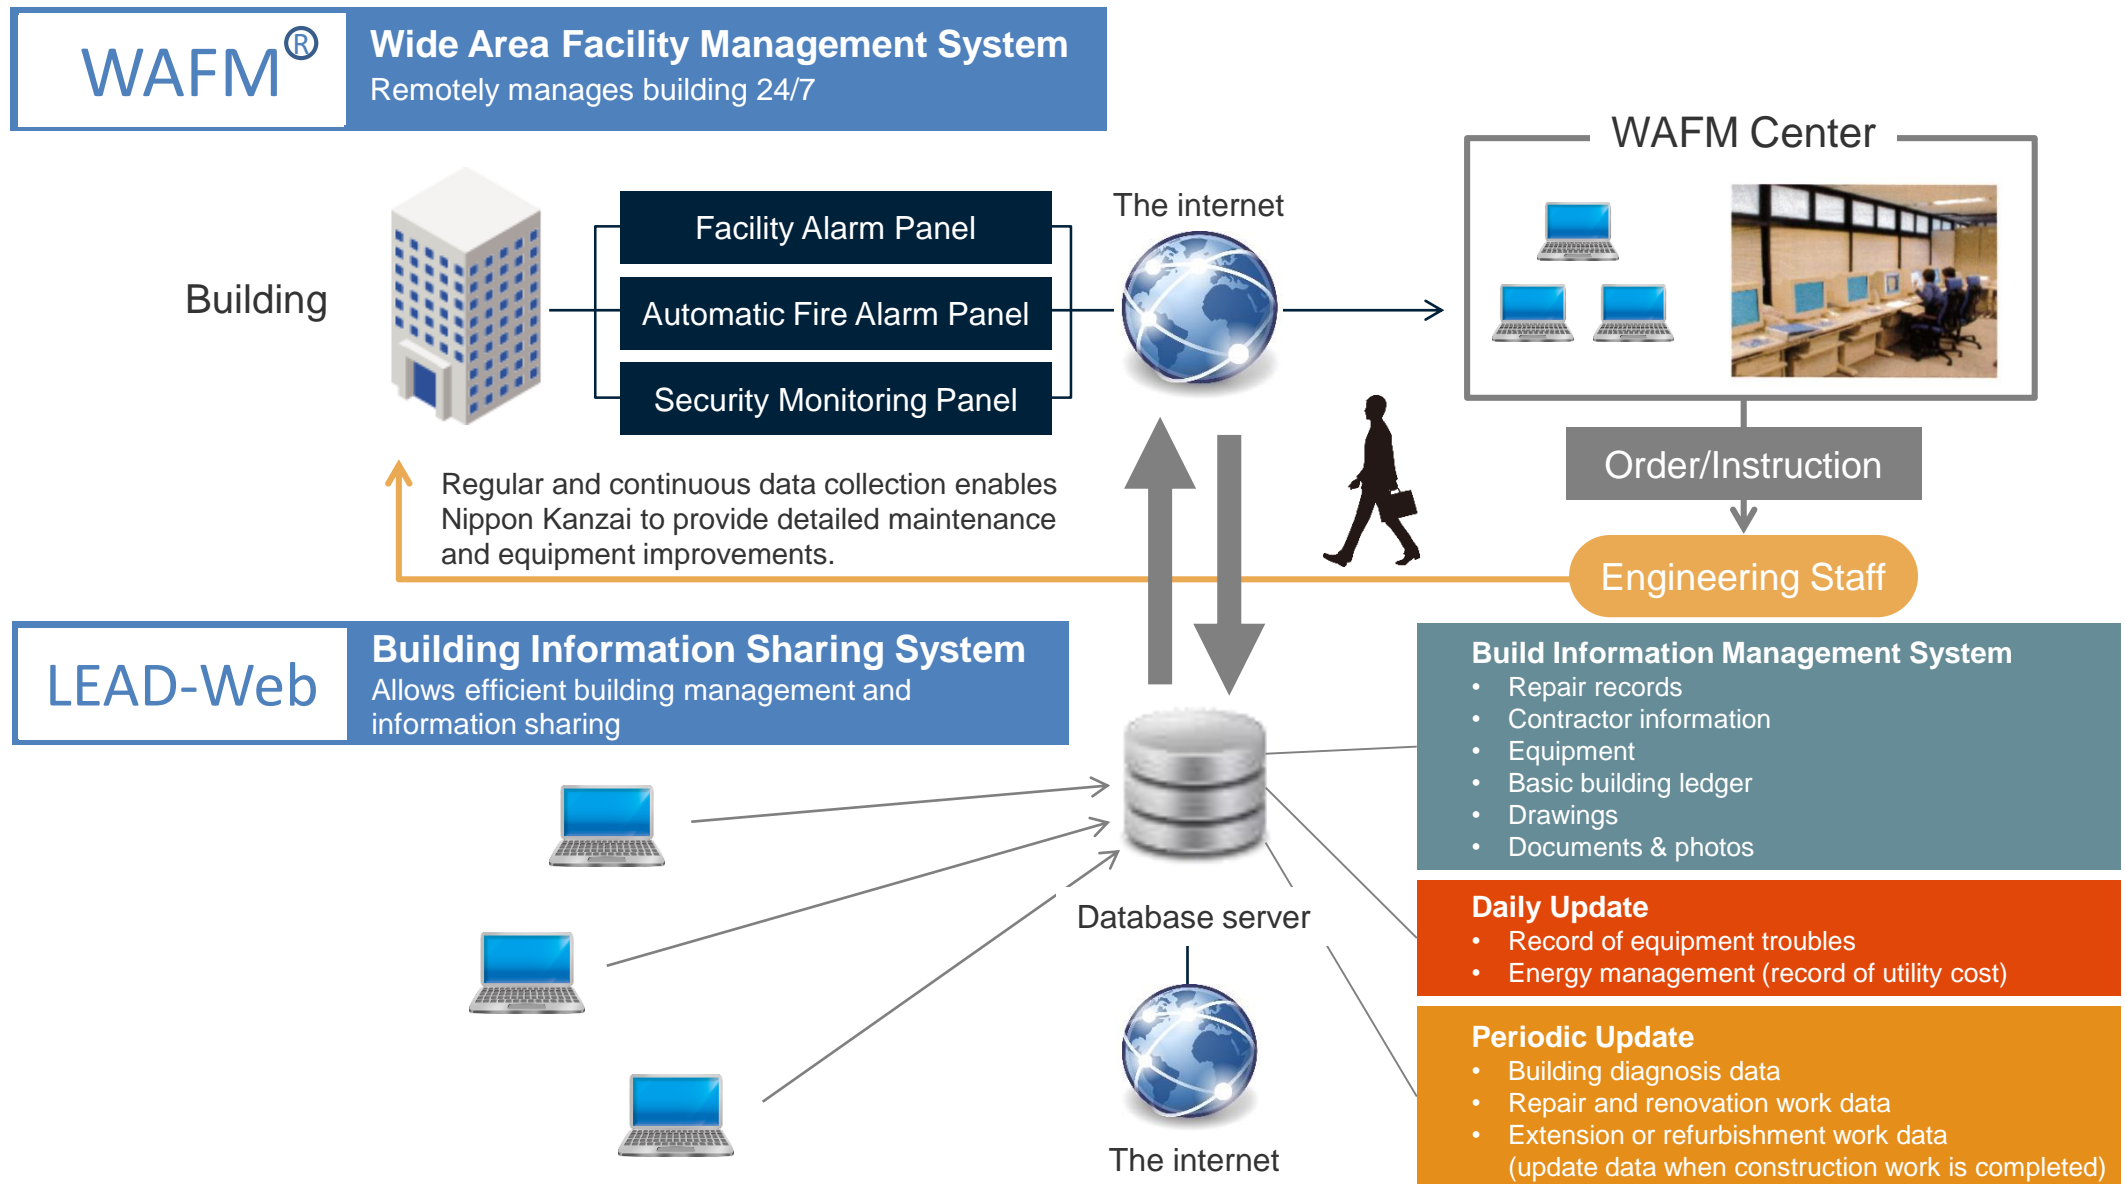 WAFM®
Wide Area Facility Management System
Remotely manages building 24/7
WAFM Center
Building
Facility Alarm Panel
Automatic Fire Alarm Panel
Security Monitoring Panel
The internet
Order/Instruction
Engineering Staff
Regular and continuous data collection enables
Nippon Kanzai to provide detailed maintenance
and equipment improvements.
LEAD-Web
Building Information Sharing System
Allows efficient building management and
information sharing
Database server
The internet
Build Information Management System
• Repair records
• Contractor information
• Equipment
• Basic building ledger
• Drawings
• Documents & photos
Daily Update
• Record of equipment troubles
• Energy management (record of utility cost)
Periodic Update
• Building diagnosis data
• Repair and renovation work data
• Extension or refurbishment work data
(update data when construction work is completed)